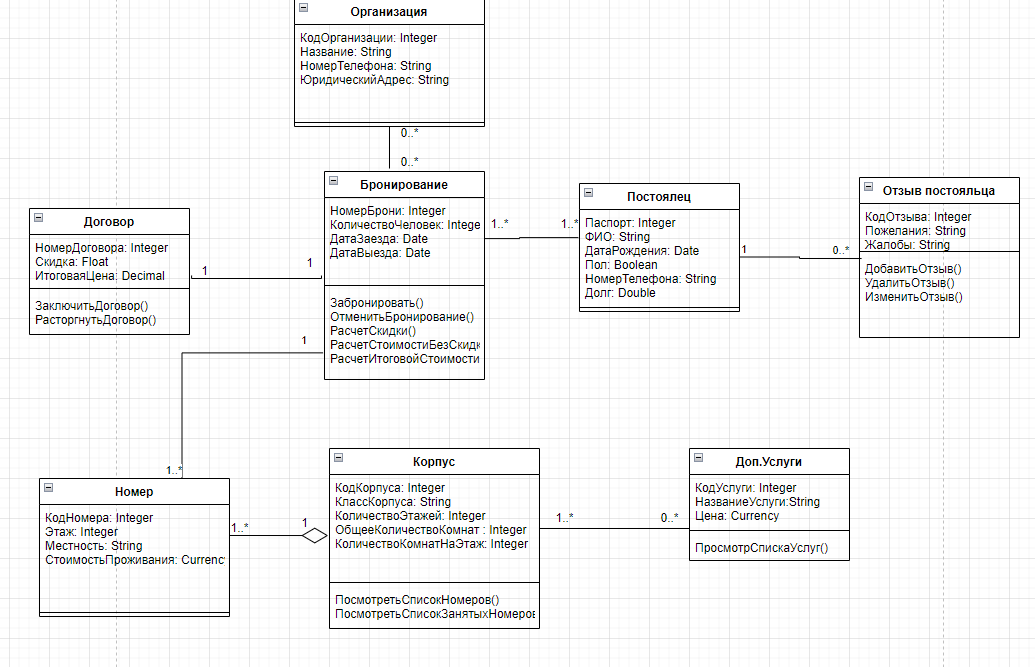 Организация
КодОрганизации: Integer
Название: String
НомерТелефона: String
ЮридическийАдрес: String
0..*
0..*
Бронирование
НомерБрони: Integer
КоличествоЧеловек: Intege
ДатаЗаезда: Date
ДатаВыезда: Date
Забронировать()
ОтменитьБронирование()
РасчетСкидки()
РасчетСтоимостиБезСкидк
РасчетИтоговойСтоимости
Договор
НомерДоговора: Integer
Скидка: Float
ИтоговаяЦена: Decimal
ЗаключитьДоговор()
РасторгнутьДоговор()
1
1
1..*
1..*
Постоялец
Паспорт: Integer
ФИО: String
ДатаРождения: Date
Пол: Boolean
НомерТелефона: String
Долг: Double
1
0..*
Отзыв постояльца
КодОтзыва: Integer
Пожелания: String
Жалобы: String
ДобавитьОтзыв()
УдалитьОтзыв()
ИзменитьОтзыв()
1
1..*
Номер
КодНомера: Integer
Этаж: Integer
Местность: String
СтоимостьПроживания: Currenc
1..*
1
Корпус
КодКорпуса: Integer
КлассКорпуса: String
КоличествоЭтажей: Integer
ОбщееКоличествоКомнат : Integer
КоличествоКомнатНаЭтаж: Integer
ПосмотретьСписокНомеров()
ПосмотретьСписокЗанятыхНомеров
1..*
0..*
Доп.Услуги
КодУслуги: Integer
НазваниеУслуги:String
Цена: Currency
ПросмотрСпискаУслуг()